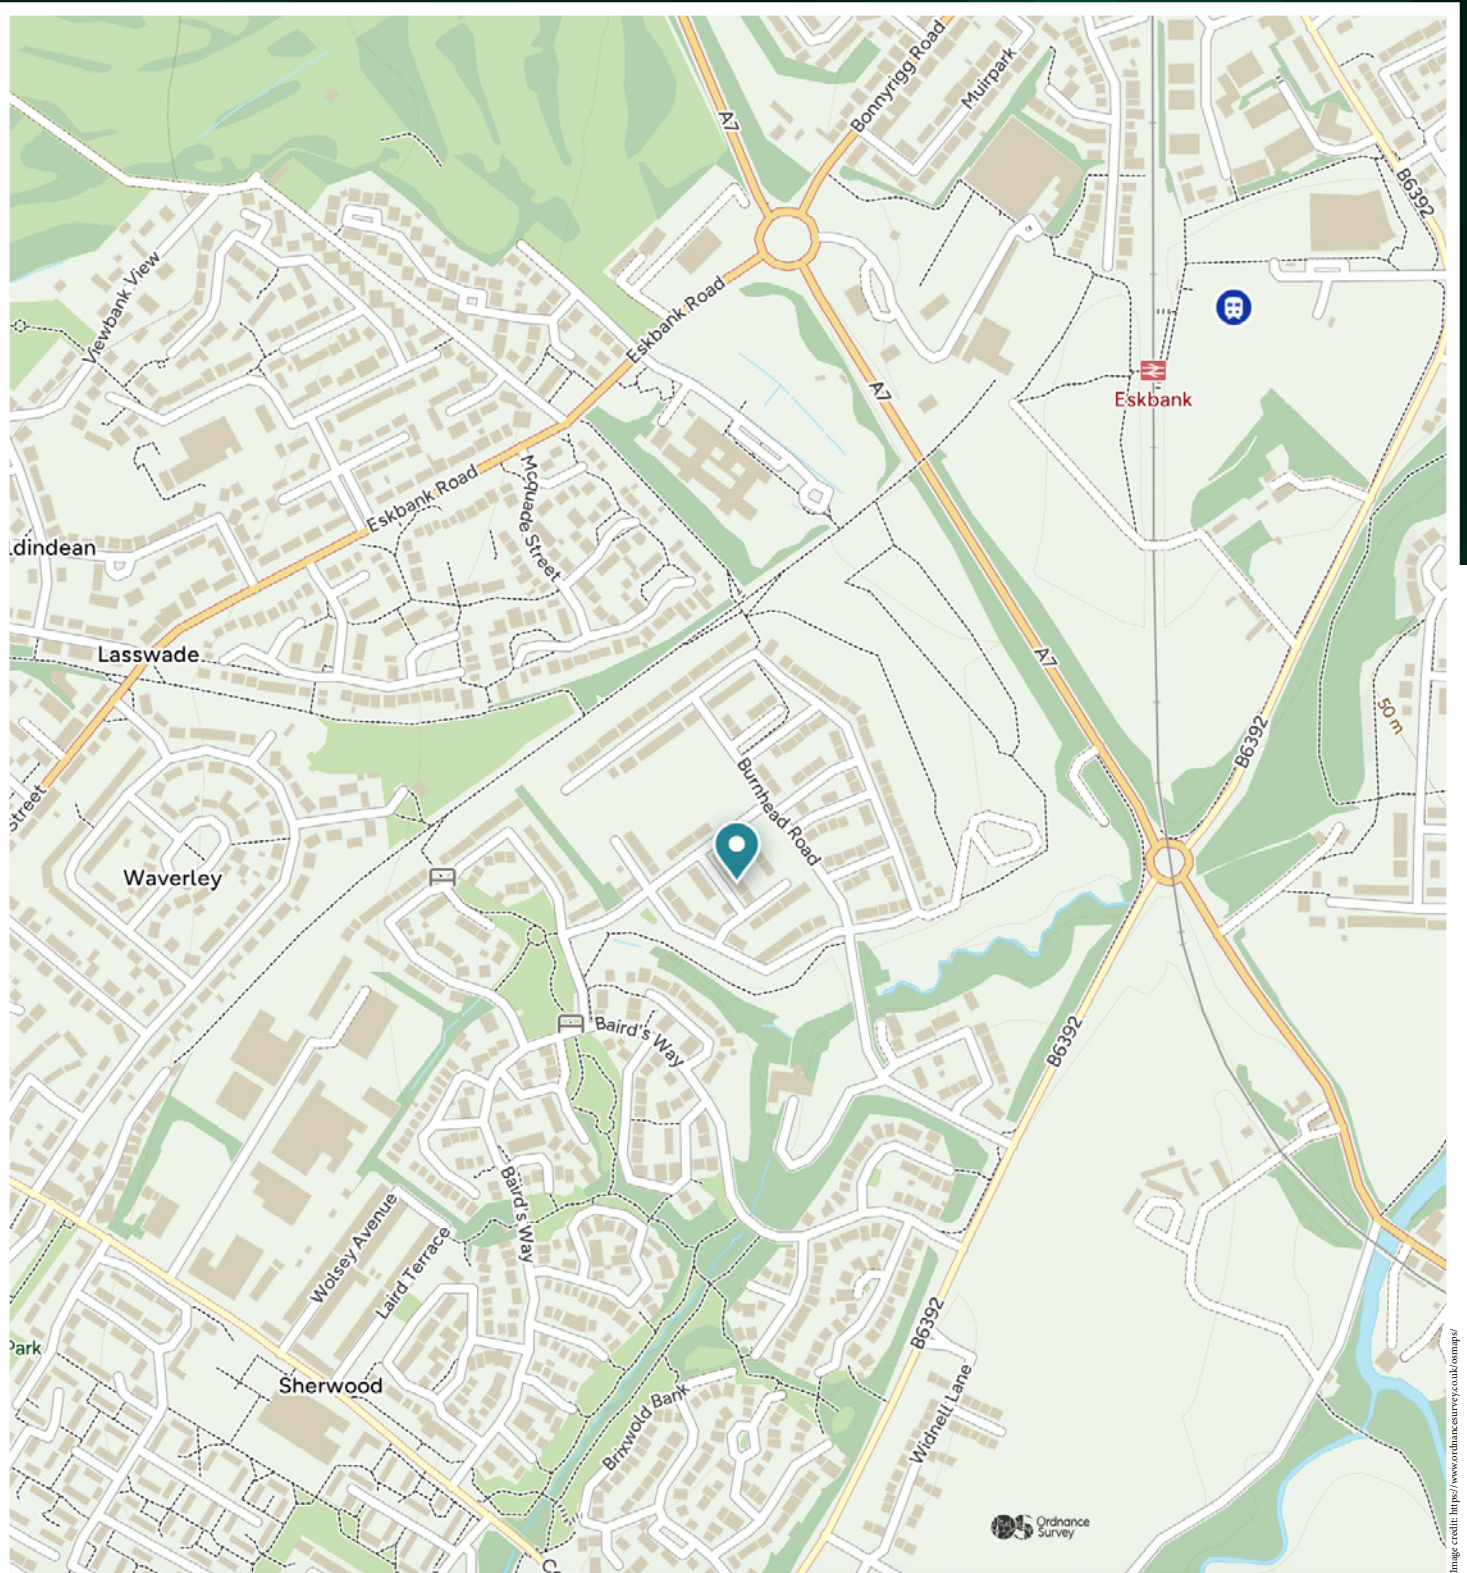 A7
Bonnyrigg Road
Muirpark
B6392
Viewbank View
Eskbank Road
A7
Eskbank
Eskbank Road
Mcquape Street
ldindean
Lasswade
A7
50 m
B6392
Street
Burnhead Road
Waverley
Baird's Way
B6392
Baird's Way
Wolsey Avenue
Laird Terrace
B6392
Park
Sherwood
Brixwold Bank
Widnell Lane
OS Ordnance
Survey
Image credit: https://www.ordnancesurvey.co.uk/osmaps/